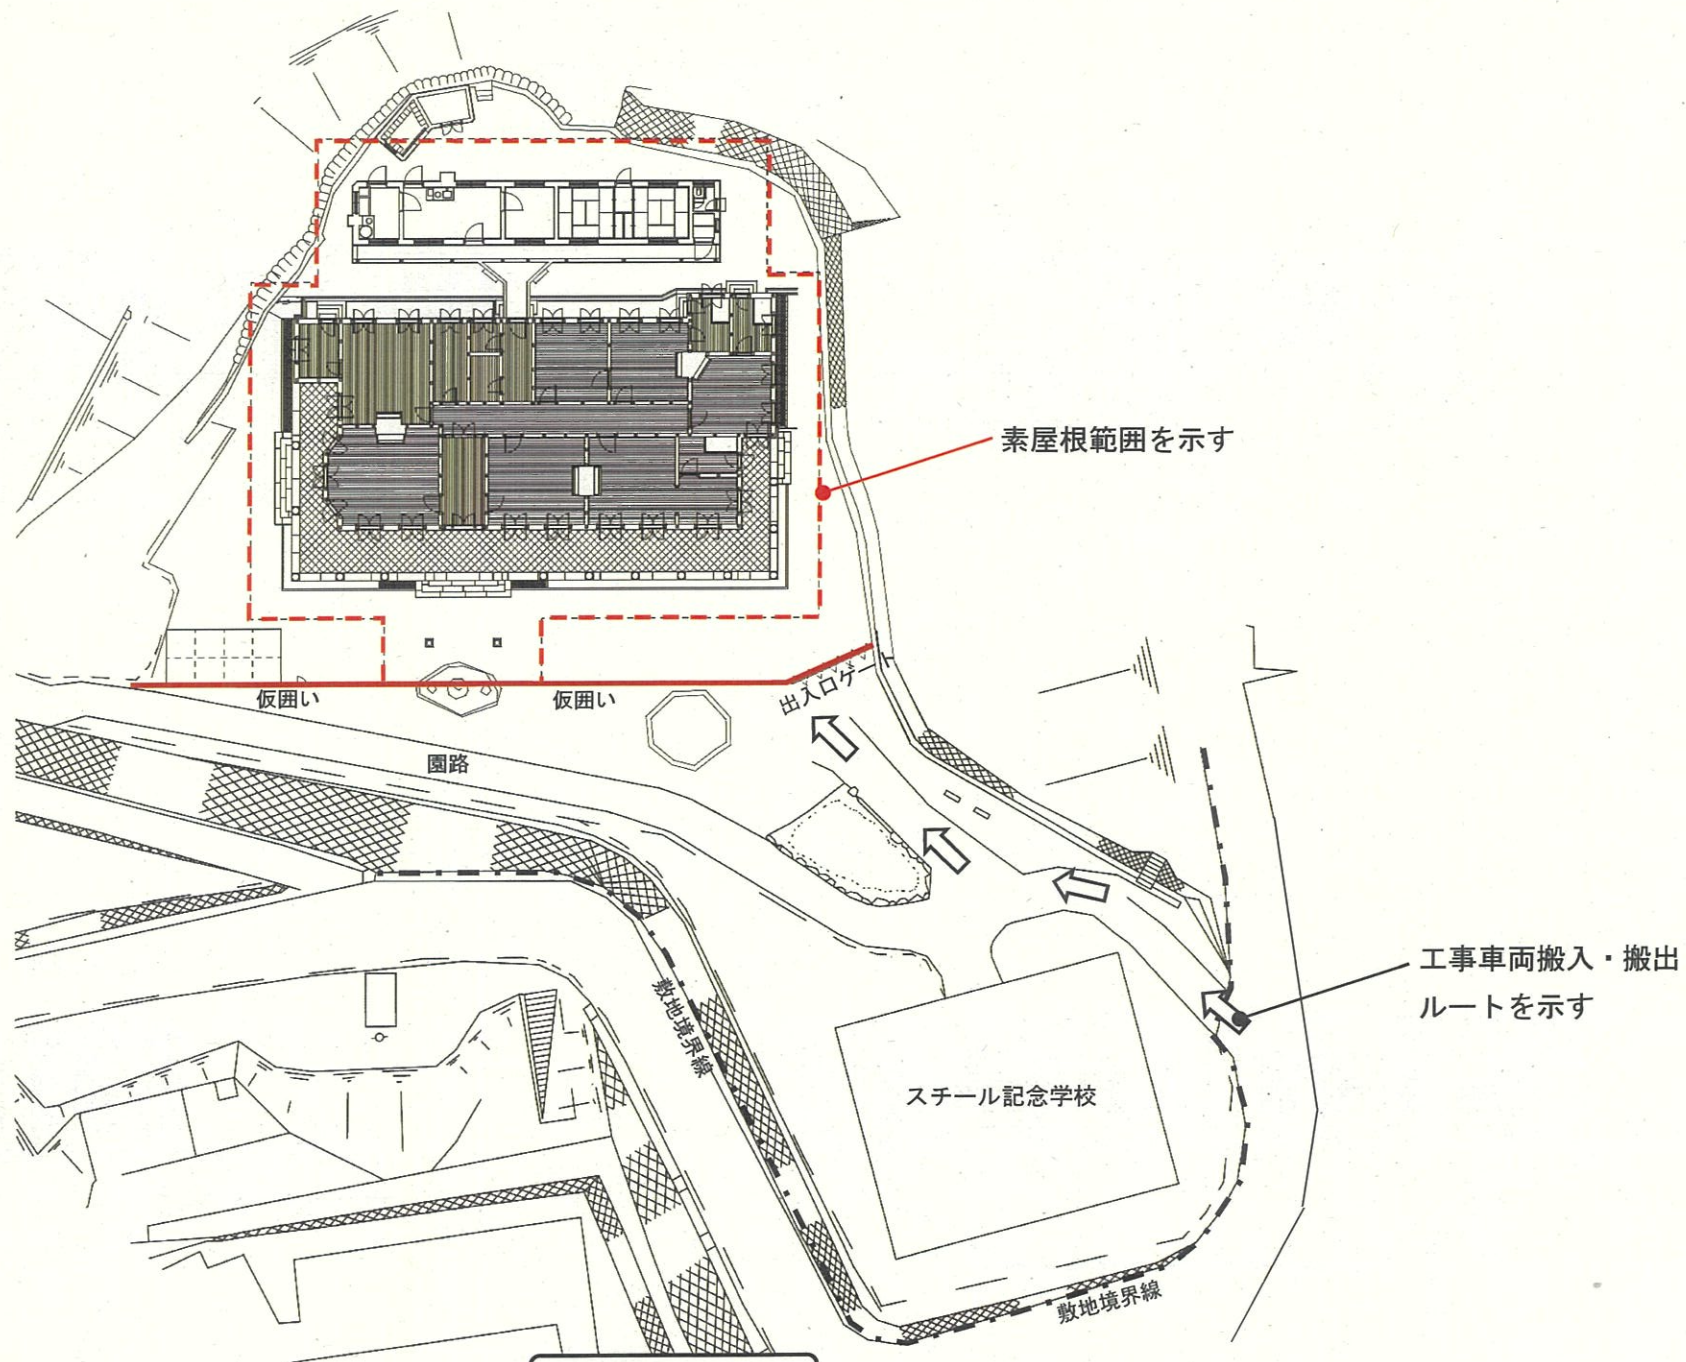 素屋根範囲を示す
仮囲い
仮囲い
出入口ゲー
園路
工事車両搬入・搬出
ルートを示す
敷地境界線
スチール記念学校
敷地境界線